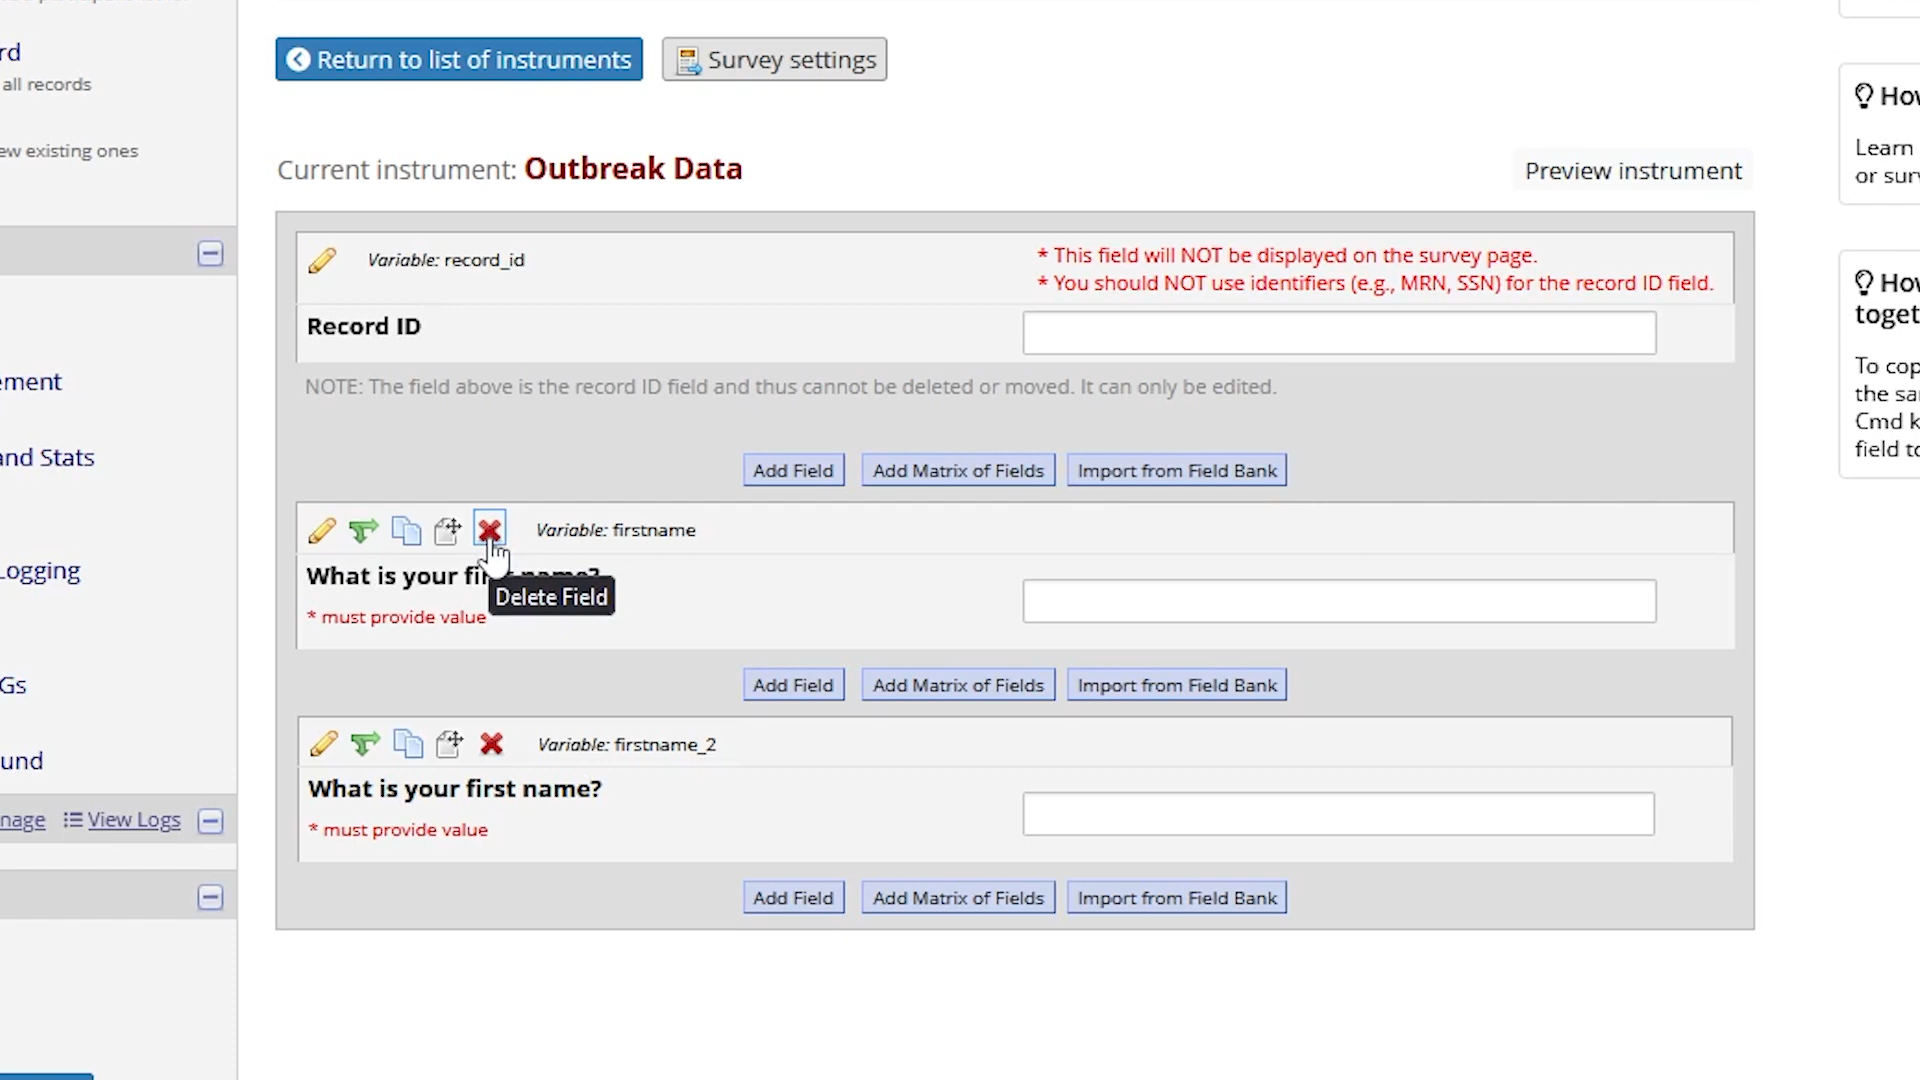 rd
all records
ew existing ones
ement
and Stats
Logging
Gs
und
nage View Logs
Return to list of instruments
Survey settings
Current instrument: Outbreak Data
Preview instrument
Variable: record_id
* This field will NOT be displayed on the survey page.
* You should NOT use identifiers (e.g., MRN, SSN) for the record ID field.
Record ID
NOTE: The field above is the record ID field and thus cannot be deleted or moved. It can only be edited.
Add Field Add Matrix of Fields Import from Field Bank
Variable: firstname
What is your first name?
Delete Field
* must provide value
Add Field Add Matrix of Fields Import from Field Bank
Variable: firstname_2
What is your first name?
* must provide value
Add Field Add Matrix of Fields Import from Field Bank
How
Learn
or surv
How
toget
To cop
the sa
Cmd k
field to